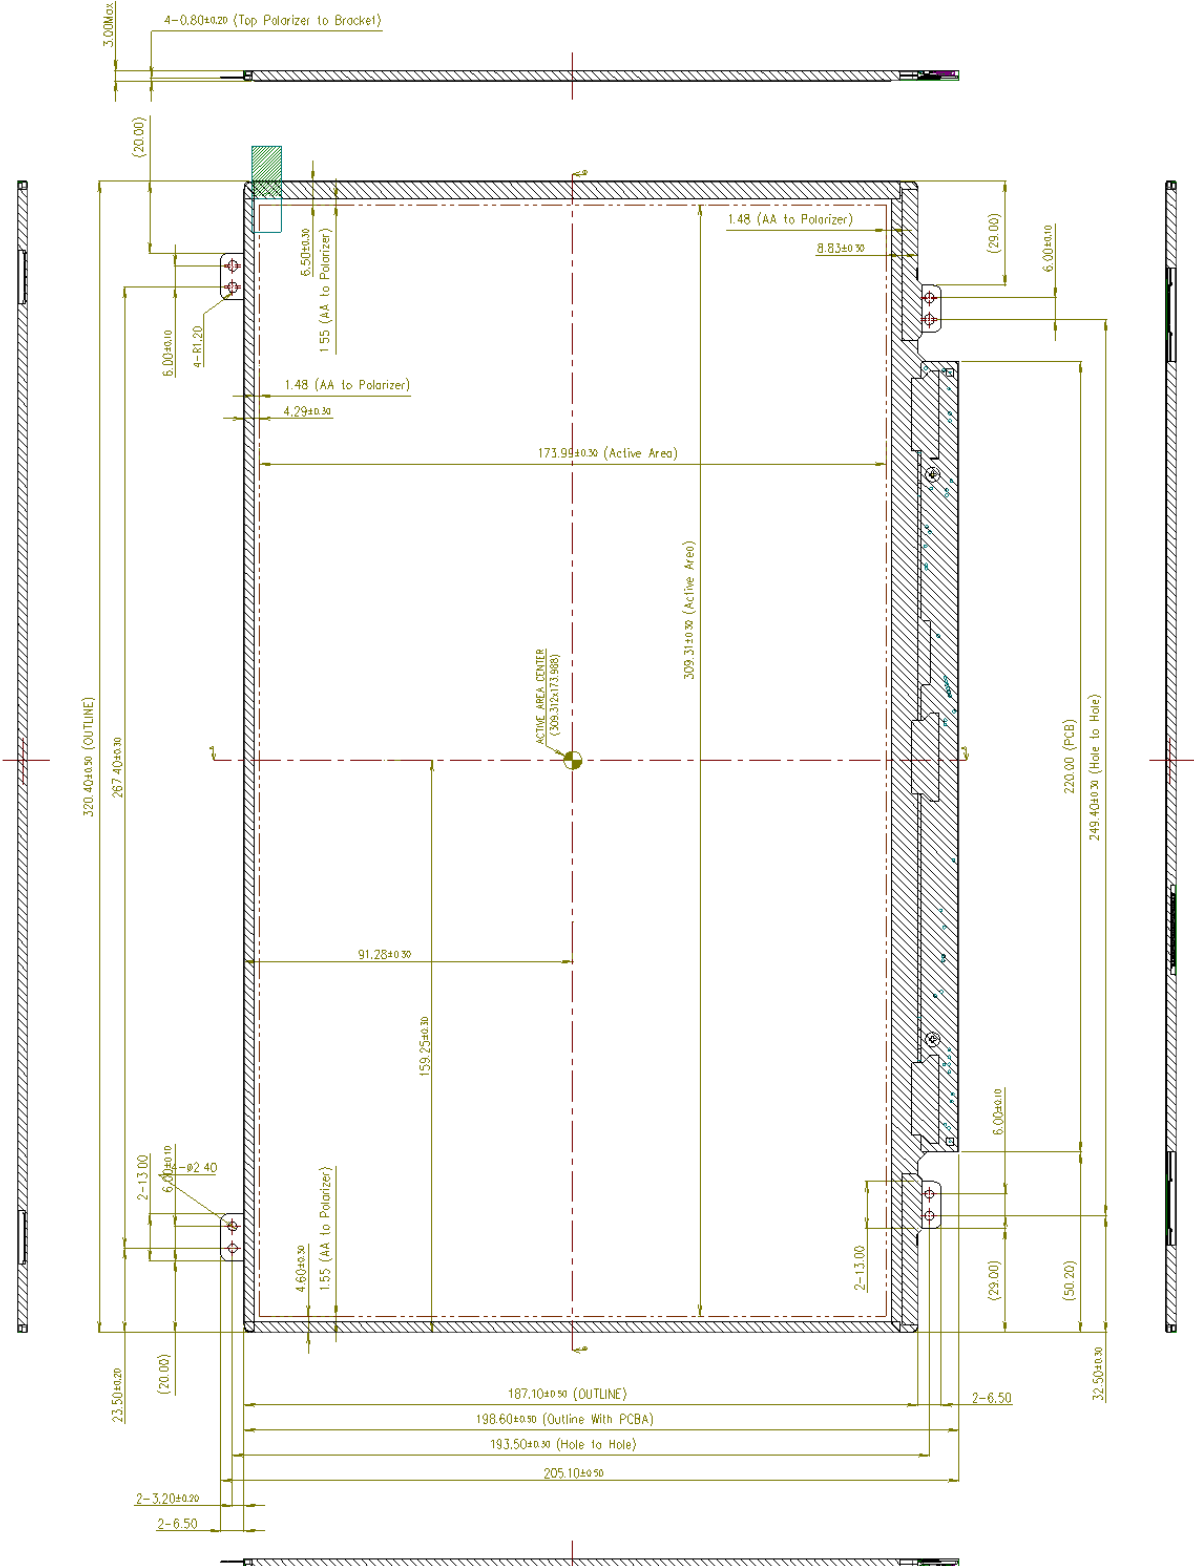 4-0.80±0.20 (Top Polarizer to Bracket)
3.00Max
(20.00)
6.50±0.30
1.55 (AA to Polarizer)
1.48 (AA to Polarizer)
8.83±0.30
(29.00)
6.00±0.10
6.00±0.10
4-R1.20
1.48 (AA to Polarizer)
4.29±0.30
173.99±0.30 (Active Area)
309.31±0.30 (Active Area)
ACTIVE AREA CENTER
(309.312x173.988)
320.40±0.50 (OUTLINE)
267.40±0.30
220.00 (PCB)
249.40±0.30 (Hole to Hole)
91.28±0.30
159.25±0.30
6.00±0.10
2-13.00
6.00±0.10
4-ø2.40
4.60±0.30
1.55 (AA to Polarizer)
2-13.00
(29.00)
(50.20)
32.50±0.30
23.50±0.20
(20.00)
187.10±0.50 (OUTLINE)
2-6.50
198.60±0.50 (Outline With PCBA)
193.50±0.30 (Hole to Hole)
205.10±0.50
2-3.20±0.20
2-6.50